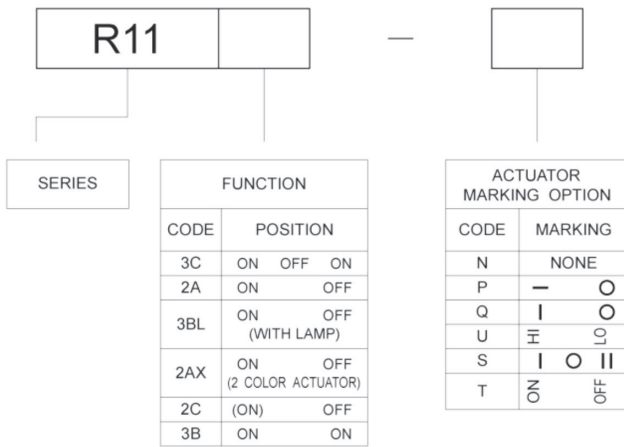 R11 —
SERIES
FUNCTION
CODE POSITION
3C ON OFF ON
2A ON OFF
3BL ON OFF
(WITH LAMP)
2AX ON OFF
(2 COLOR ACTUATOR)
2C (ON) OFF
3B ON ON
ACTUATOR
MARKING OPTION
CODE MARKING
N NONE
P — O
Q I O
U HI LO
S I O II
T ON OFF